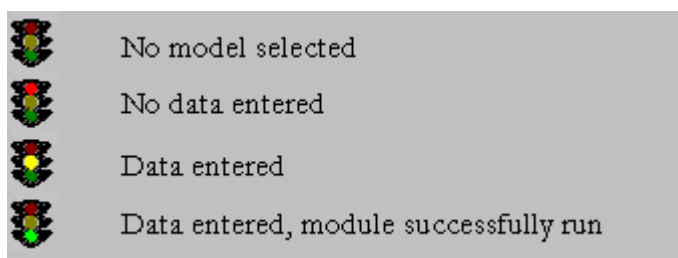 No model selected
No data entered
Data entered
Data entered, module successfully run